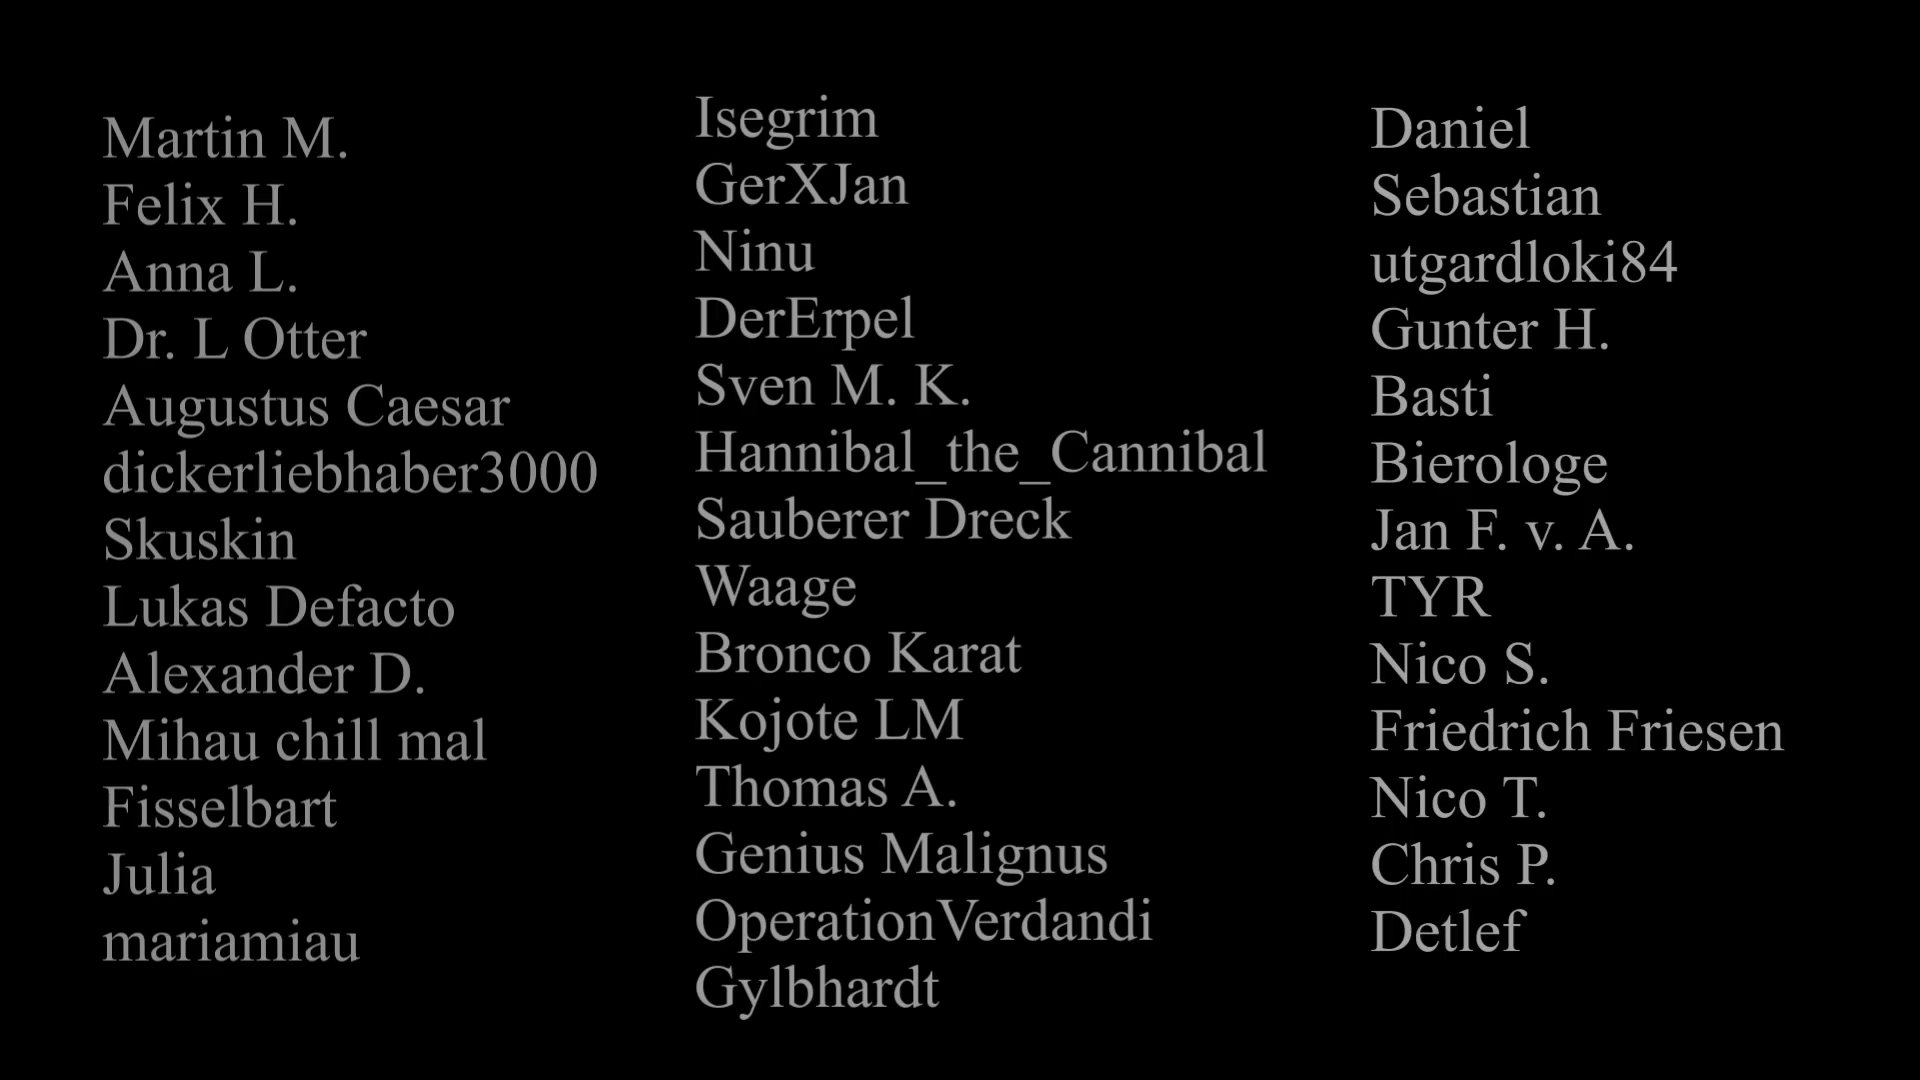 Martin M.
Felix H.
Anna L.
Dr. L Otter
Augustus Caesar
dickerliebhaber3000
Skuskin
Lukas Defacto
Alexander D.
Mihau chill mal
Fisselbart
Julia
mariamiau
Isegrim
GerXJan
Ninu
DerErpel
Sven M. K.
Hannibal_the_Cannibal
Sauberer Dreck
Waage
Bronco Karat
Kojote LM
Thomas A.
Genius Malignus
OperationVerdandi
Gylbhardt
Daniel
Sebastian
utgardloki84
Gunter H.
Basti
Bierologe
Jan F. v. A.
TYR
Nico S.
Friedrich Friesen
Nico T.
Chris P.
Detlef